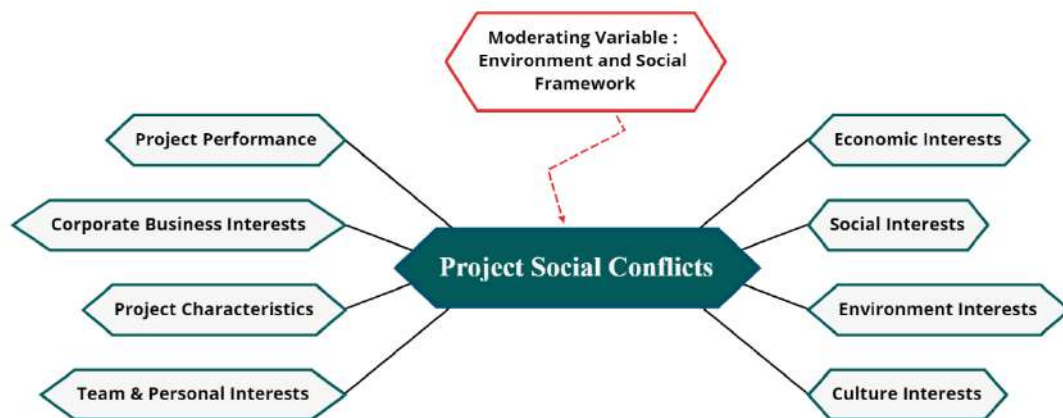 Moderating Variable :
Environment and Social
Framework
Project Performance
Corporate Business Interests
Project Characteristics
Team & Personal Interests
Project Social Conflicts
Economic Interests
Social Interests
Environment Interests
Culture Interests